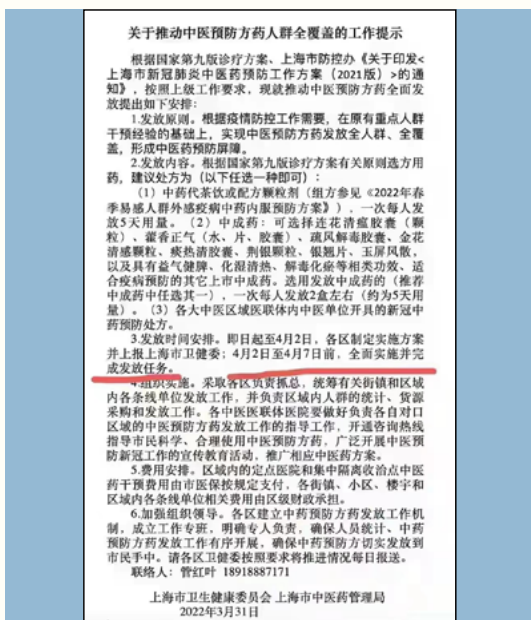 关于推动中医预防方药人群全覆盖的工作提示
根据国家第九版诊疗方案、上海市防控办《关于印发<
上海市新冠肺炎中医药预防工作方案（2021版）>的通
知》，按照上级工作要求，现就推动中医预防方药全面发
放提出如下安排：
1.发放原则。根据疫情防控工作需要，在原有重点人群
干预经验的基础上，实现中医预防方药发放全人群、全覆
盖，形成中医药预防屏障。
2.发放内容。根据国家第九版诊疗方案有关原则选方用
药，建议处方为（以下任选一种即可）：
（1）中药代茶饮或配方颗粒剂（组方参见《2022年春
季易感人群外感疫病中药内服预防方案》），一次每人发
放5天用量。（2）中成药：可选择连花清瘟胶囊（颗
粒）、藿香正气（水、片、胶囊）、疏风解毒胶囊、金花
清感颗粒、痰热清胶囊、荆银颗粒、银翘片、玉屏风散，
以及具有益气健脾、化湿清热、解毒化瘀等相类功效、适
合疫病预防的其它上市中成药。选用发放中成药的（推荐
中成药中任选其一），一次每人发放2盒左右（约为5天用
量）。（3）各大中医区域医联体内中医单位开具的新冠中
药预防处方。
3.发放时间安排。即日起至4月2日，各区制定实施方案
并上报上海市卫健委；4月2日至4月7日前，全面实施并完
成发放任务。
4.组织实施。采取各区负责抓总，统筹有关街镇和区域
内各条线单位发放工作，并负责区域内人群的统计、货源
采购和发放工作。各中医医联体医院要做好负责各自对口
区域的中医预防方药发放工作的指导工作，开通咨询热线
指导市民科学、合理使用中医预防方药，广泛开展中医预
防新冠工作的宣传教育活动，推广相应中医药方案。
5.费用安排。区域内的定点医院和集中隔离收治点中医
药干预费用由市医保按规定支付，各街镇、小区、楼宇和
区域内各条线单位相关费用由区级财政承担。
6.加强组织领导。各区建立中药预防方药发放工作机
制，成立工作专班，明确专人负责，确保人员统计、中药
预防方药发放工作有序开展，确保中药预防方切实发放到
市民手中。请各区卫健委按照要求将推进情况每日报送。
联系人：管红叶 18918887171
上海市卫生健康委员会 上海市中医药管理局
2022年3月31日